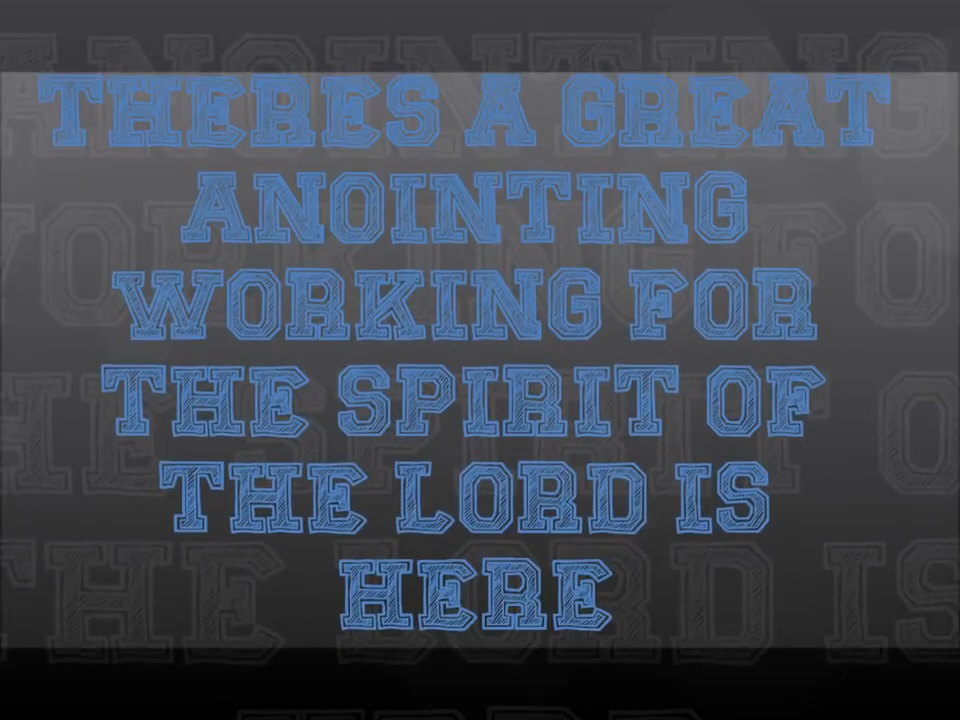 THERES A GREAT
ANOINTING
WORKING FOR
THE SPIRIT OF
THE LORD IS
HERE